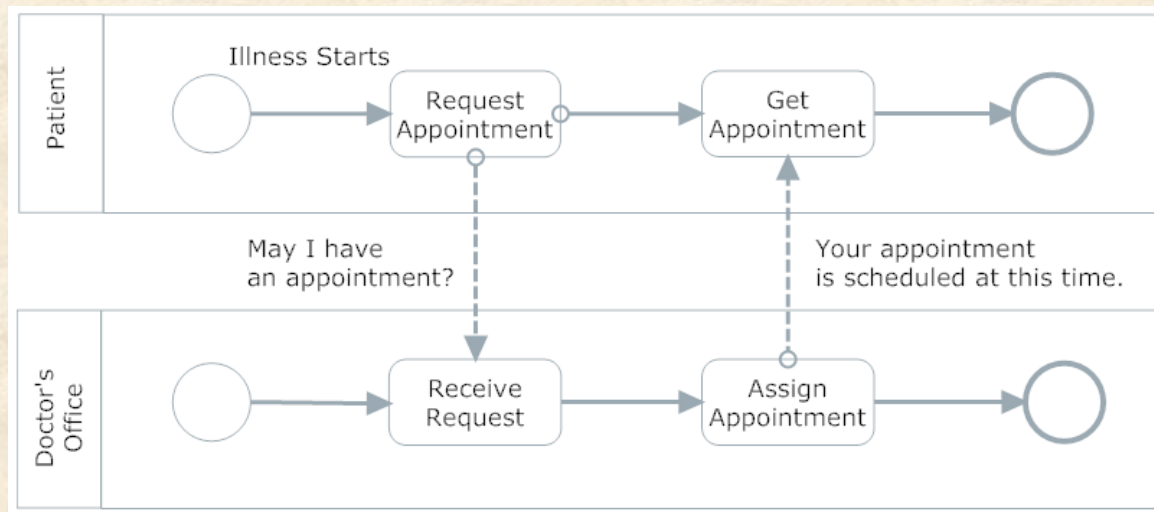 Patient
Illness Starts
Request
Appointment
Get
Appointment
May I have
an appointment?
Your appointment
is scheduled at this time.
Doctor's
Office
Receive
Request
Assign
Appointment